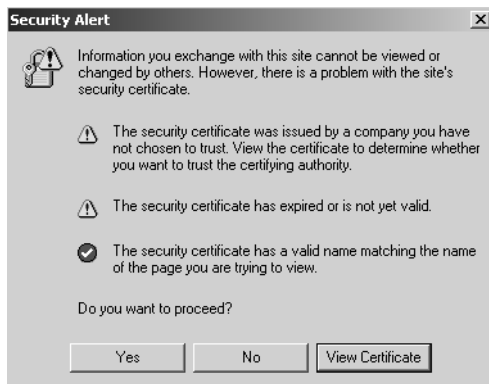 Security Alert
Information you exchange with this site cannot be viewed or
changed by others. However, there is a problem with the site's
security certificate.
The security certificate was issued by a company you have
not chosen to trust. View the certificate to determine whether
you want to trust the certifying authority.
The security certificate has expired or is not yet valid.
The security certificate has a valid name matching the name
of the page you are trying to view.
Do you want to proceed?
Yes No View Certificate